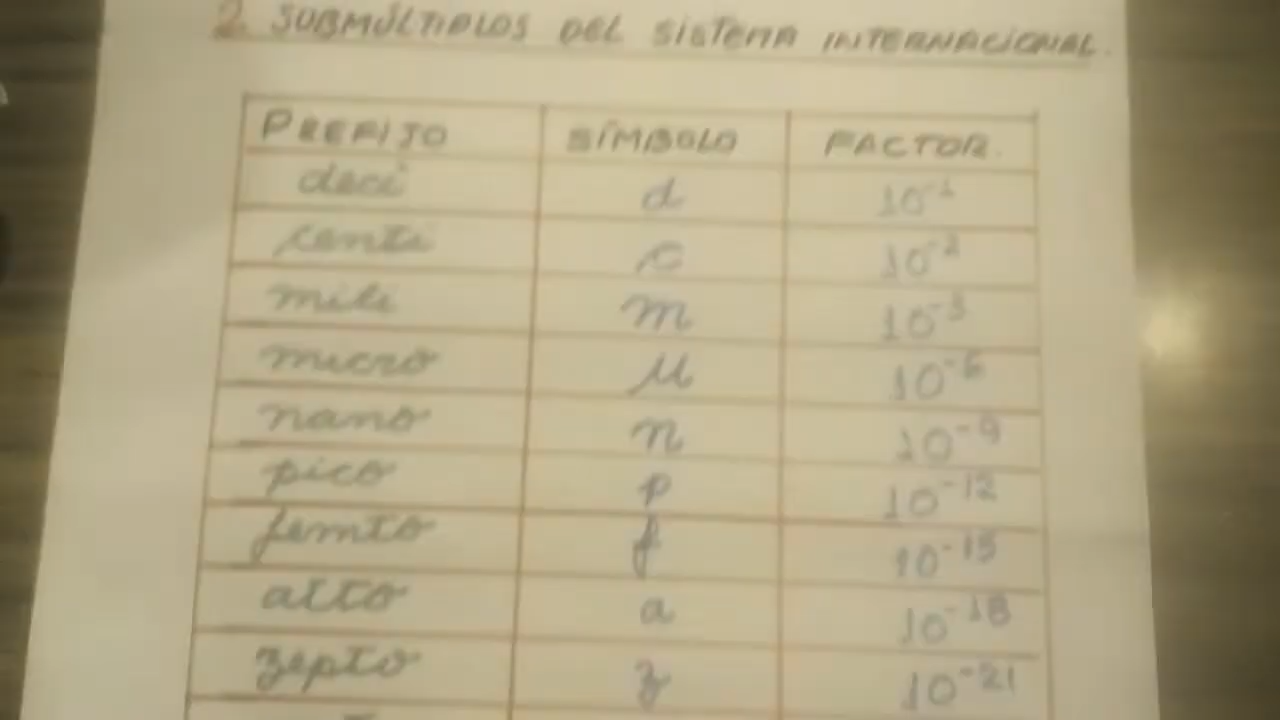 2. SUBMÚLTIPLOS DEL SISTEMA INTERNACIONAL.
PREFIJO SÍMBOLO FACTOR.
deci d 10⁻¹
centi c 10⁻²
mili m 10⁻³
micro µ 10⁻⁶
nano n 10⁻⁹
pico p 10⁻¹²
femto f 10⁻¹⁵
atto a 10⁻¹⁸
zepto z 10⁻²¹